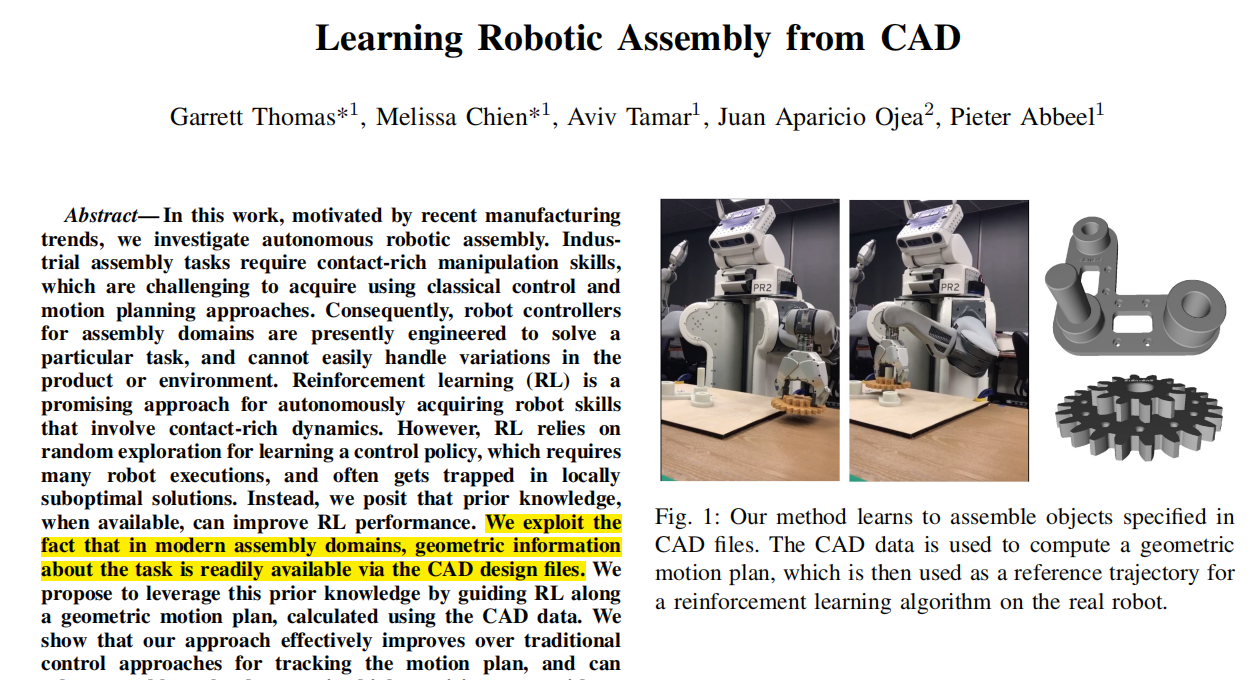 Learning Robotic Assembly from CAD
Garrett Thomas*1, Melissa Chien*1, Aviv Tamar1, Juan Aparicio Ojea2, Pieter Abbeel1
Abstract— In this work, motivated by recent manufacturing
trends, we investigate autonomous robotic assembly. Indus-
trial assembly tasks require contact-rich manipulation skills,
which are challenging to acquire using classical control and
motion planning approaches. Consequently, robot controllers
for assembly domains are presently engineered to solve a
particular task, and cannot easily handle variations in the
product or environment. Reinforcement learning (RL) is a
promising approach for autonomously acquiring robot skills
that involve contact-rich dynamics. However, RL relies on
random exploration for learning a control policy, which requires
many robot executions, and often gets trapped in locally
suboptimal solutions. Instead, we posit that prior knowledge,
when available, can improve RL performance. We exploit the
fact that in modern assembly domains, geometric information
about the task is readily available via the CAD design files. We
propose to leverage this prior knowledge by guiding RL along
a geometric motion plan, calculated using the CAD data. We
show that our approach effectively improves over traditional
control approaches for tracking the motion plan, and can
PR2
PR2
Fig. 1: Our method learns to assemble objects specified in
CAD files. The CAD data is used to compute a geometric
motion plan, which is then used as a reference trajectory for
a reinforcement learning algorithm on the real robot.